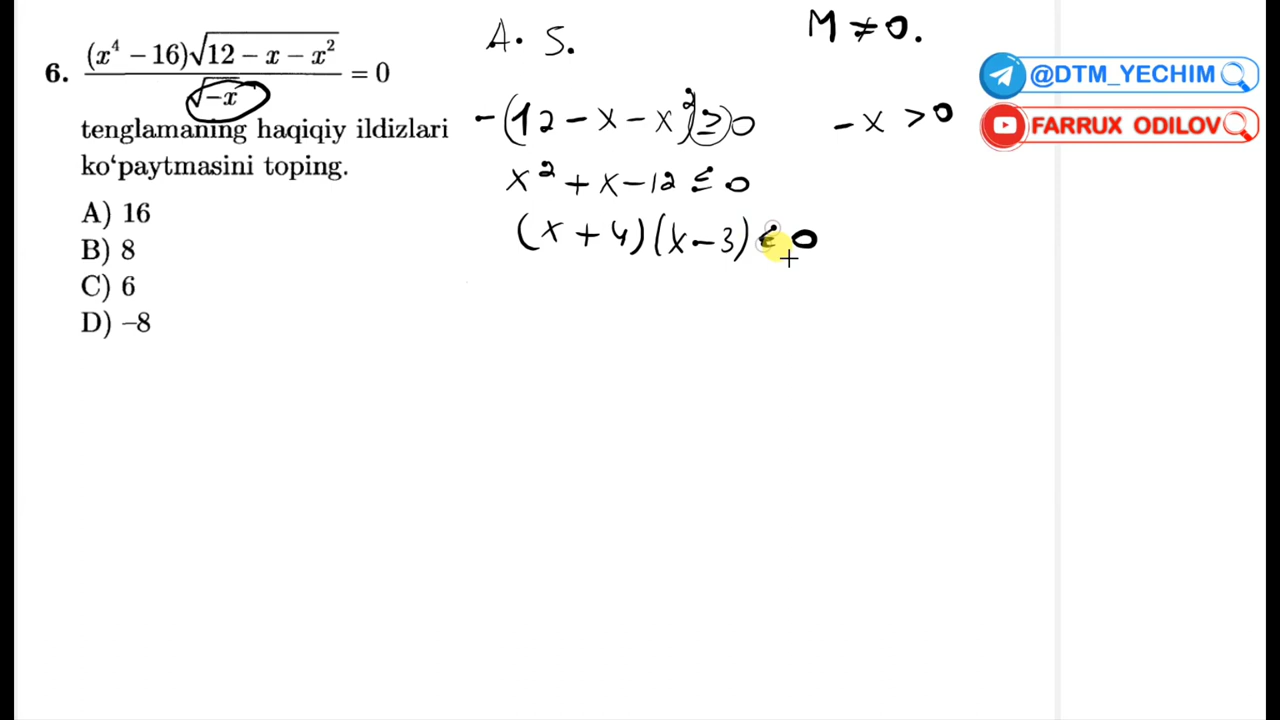 6. (x⁴ − 16)√(12 − x − x²) / √(−x) = 0
tenglamaning haqiqiy ildizlari
ko‘paytmasini toping.
A) 16
B) 8
C) 6
D) –8
A. S.
M ≠ 0.
-(12 - x - x²) ≥ 0
- x > 0
x² + x - 12 ≤ 0
(x + 4)(x - 3) ≤ 0
@DTM_YECHIM
FARRUX ODILOV